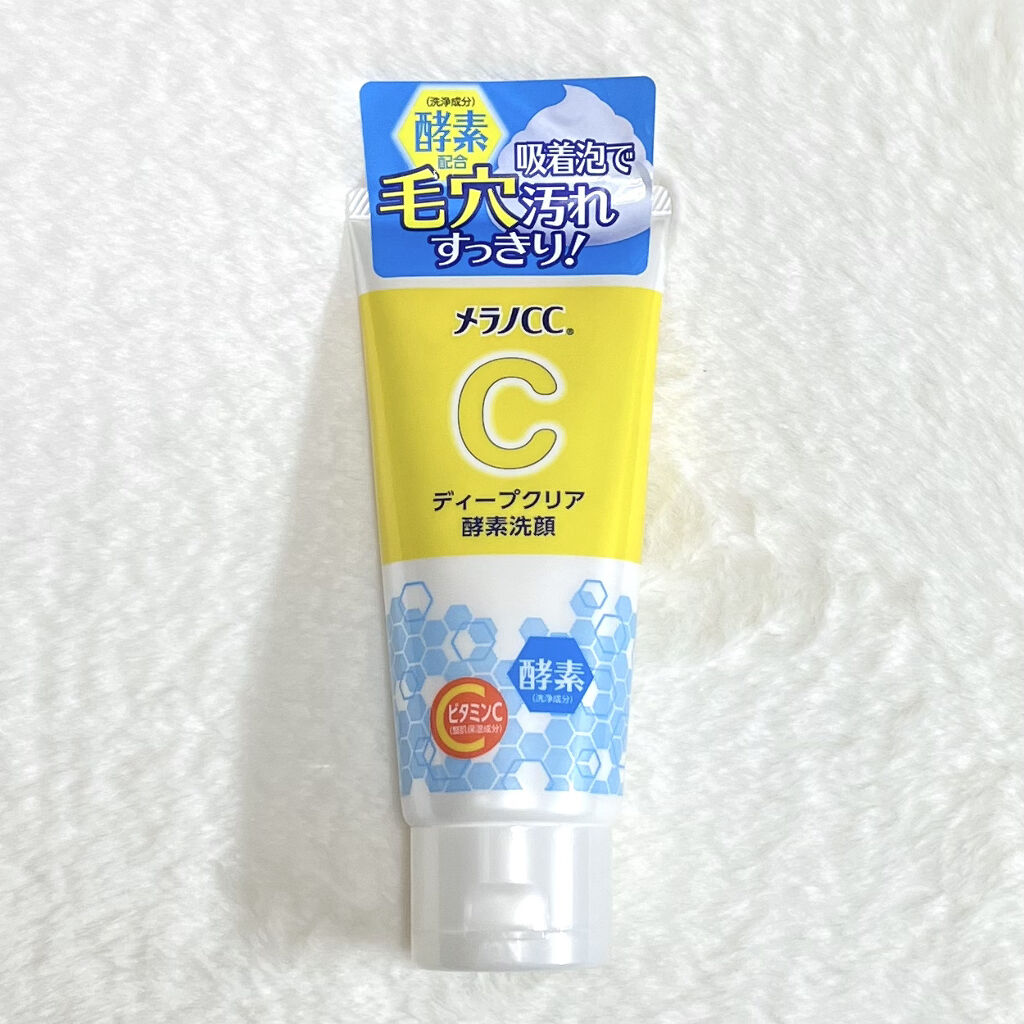 (洗浄成分)
酵素
配合
吸着泡で
毛穴汚れ
すっきり!
メラノCC®
C
ディープクリア
酵素洗顔
酵素
(洗浄成分)
C
ビタミンC
(整肌保湿成分)